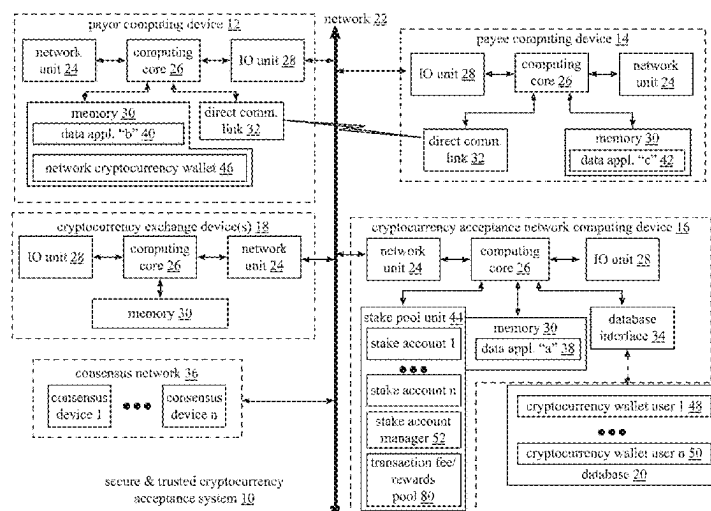 network 22
payor computing device 12
network unit 24
computing core 26
IO unit 28
memory 30
data appl. "b" 40
network cryptocurrency wallet 46
direct comm. link 32
payee computing device 14
IO unit 28
computing core 26
network unit 24
direct comm. link 32
memory 30
data appl. "c" 42
cryptocurrency exchange device(s) 18
IO unit 28
computing core 26
network unit 24
memory 30
cryptocurrency acceptance network computing device 16
network unit 24
computing core 26
IO unit 28
stake pool unit 44
stake account 1
stake account n
stake account manager 52
transaction fee/ rewards pool 80
memory 30
data appl. "a" 38
database interface 34
cryptocurrency wallet user 1 48
cryptocurrency wallet user n 50
database 20
consensus network 36
consensus device 1
consensus device n
secure & trusted cryptocurrency
acceptance system 10